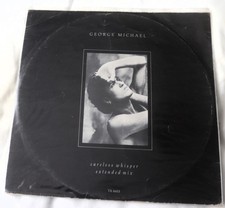 GEORGE MICHAEL
careless whisper
extended mix